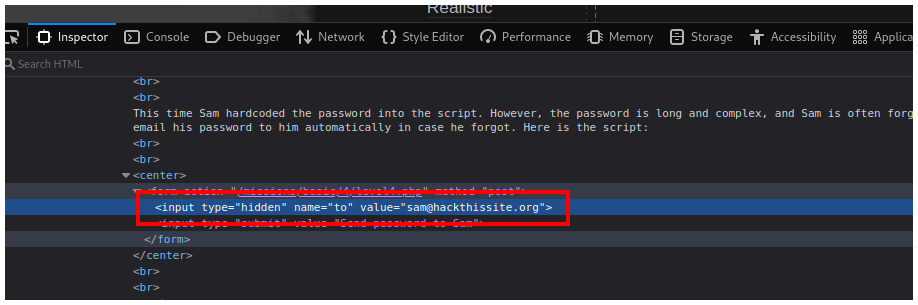 Realistic
Inspector Console Debugger Network Style Editor Performance Memory Storage Accessibility Applica
Search HTML
<br>
<br>
This time Sam hardcoded the password into the script. However, the password is long and complex, and Sam is often forg
email his password to him automatically in case he forgot. Here is the script:
<br>
<br>
<center>
<form action="/missions/basic/4/level4.php" method="post">
<input type="hidden" name="to" value="sam@hackthissite.org">
<input type="submit" value="Send password to Sam">
</form>
</center>
<br>
<br>